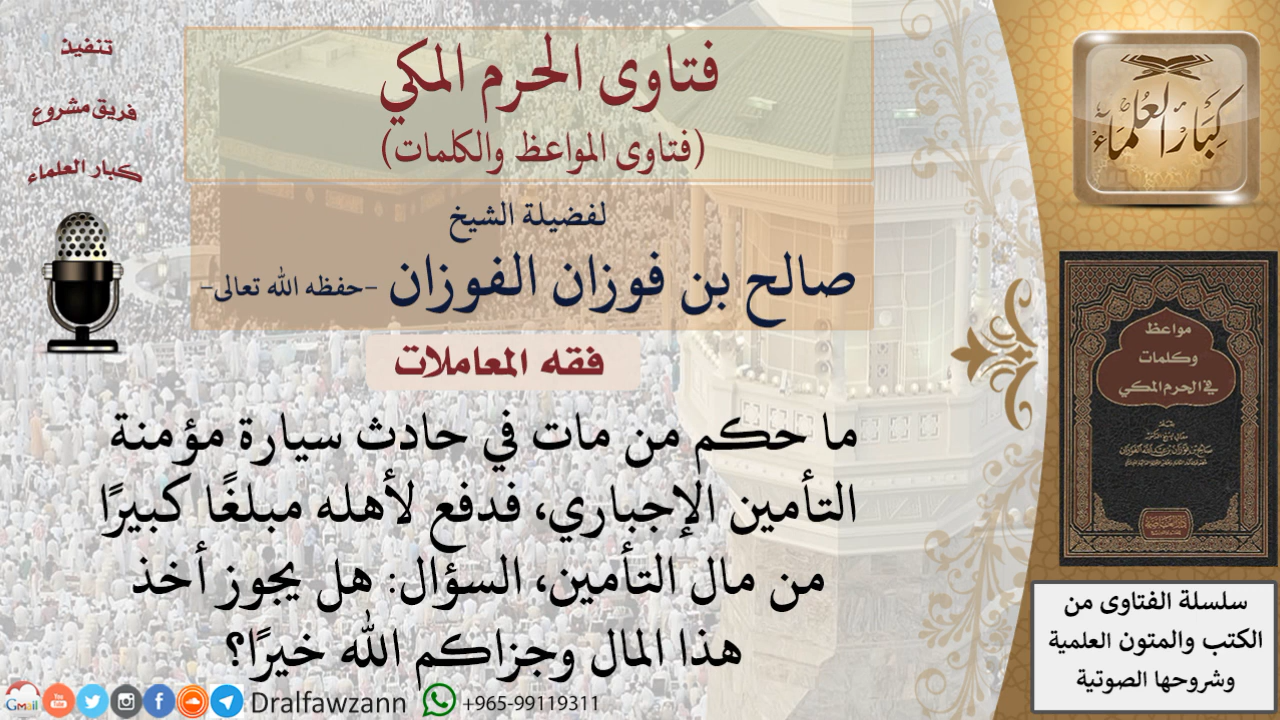 فتاوى الحرم المكي
(فتاوى المواعظ والكلمات)
لفضيلة الشيخ
صالح بن فوزان الفوزان -حفظه الله تعالى-
فقه المعاملات
ما حكم من مات في حادث سيارة مؤمنة
التأمين الإجباري، فدفع لأهله مبلغًا كبيرًا
من مال التأمين، السؤال: هل يجوز أخذ
هذا المال وجزاكم الله خيرًا؟
تنفيذ
فريق مشروع
كبار العلماء
كبار العلماء
مواعظ
وكلمات
في الحرم المكي
سلسلة الفتاوى من
الكتب والمتون العلمية
وشروحها الصوتية
Gmail
You
Tube
Dralfawzann
+965-99119311